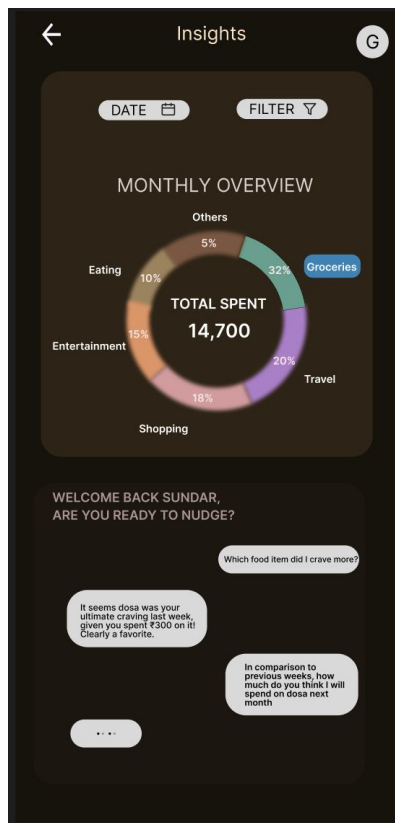 Insights
G
DATE
FILTER
MONTHLY OVERVIEW
Others
5%
Eating
10%
32%
Groceries
TOTAL SPENT
14,700
15%
Entertainment
20%
Travel
18%
Shopping
WELCOME BACK SUNDAR,
ARE YOU READY TO NUDGE?
Which food item did I crave more?
It seems dosa was your
ultimate craving last week,
given you spent ₹300 on it!
Clearly a favorite.
In comparison to
previous weeks, how
much do you think I will
spend on dosa next
month